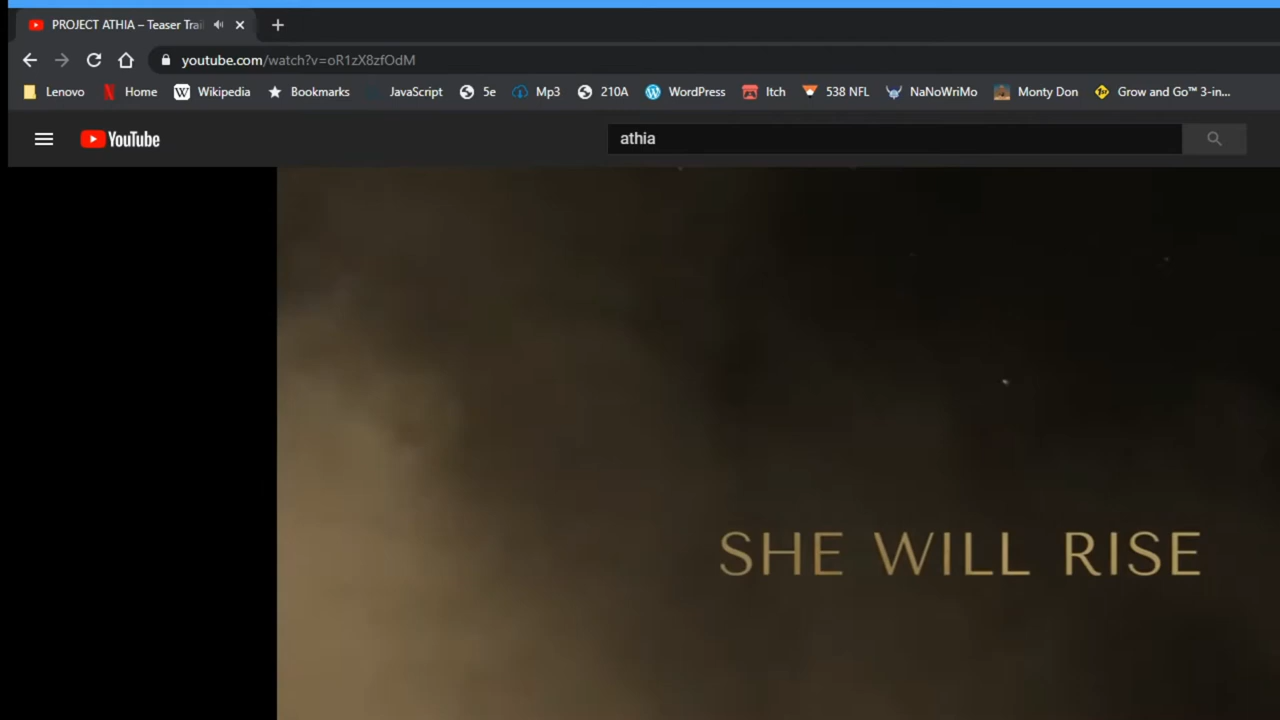 PROJECT ATHIA – Teaser Trai
youtube.com/watch?v=oR1zX8zfOdM
Lenovo Home Wikipedia Bookmarks JavaScript 5e Mp3 210A WordPress Itch 538 NFL NaNoWriMo Monty Don Grow and Go™ 3-in...
YouTube athia
SHE WILL RISE